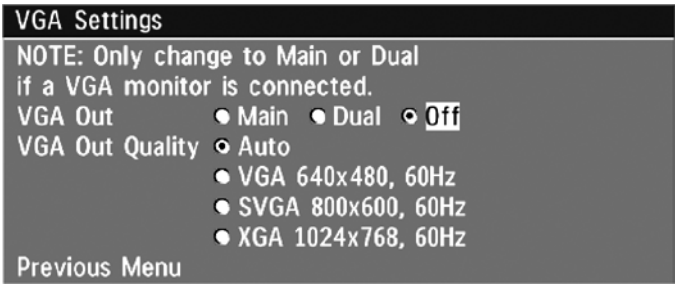 VGA Settings
NOTE: Only change to Main or Dual
if a VGA monitor is connected.
VGA Out Main Dual Off
VGA Out Quality Auto
VGA 640x480, 60Hz
SVGA 800x600, 60Hz
XGA 1024x768, 60Hz
Previous Menu